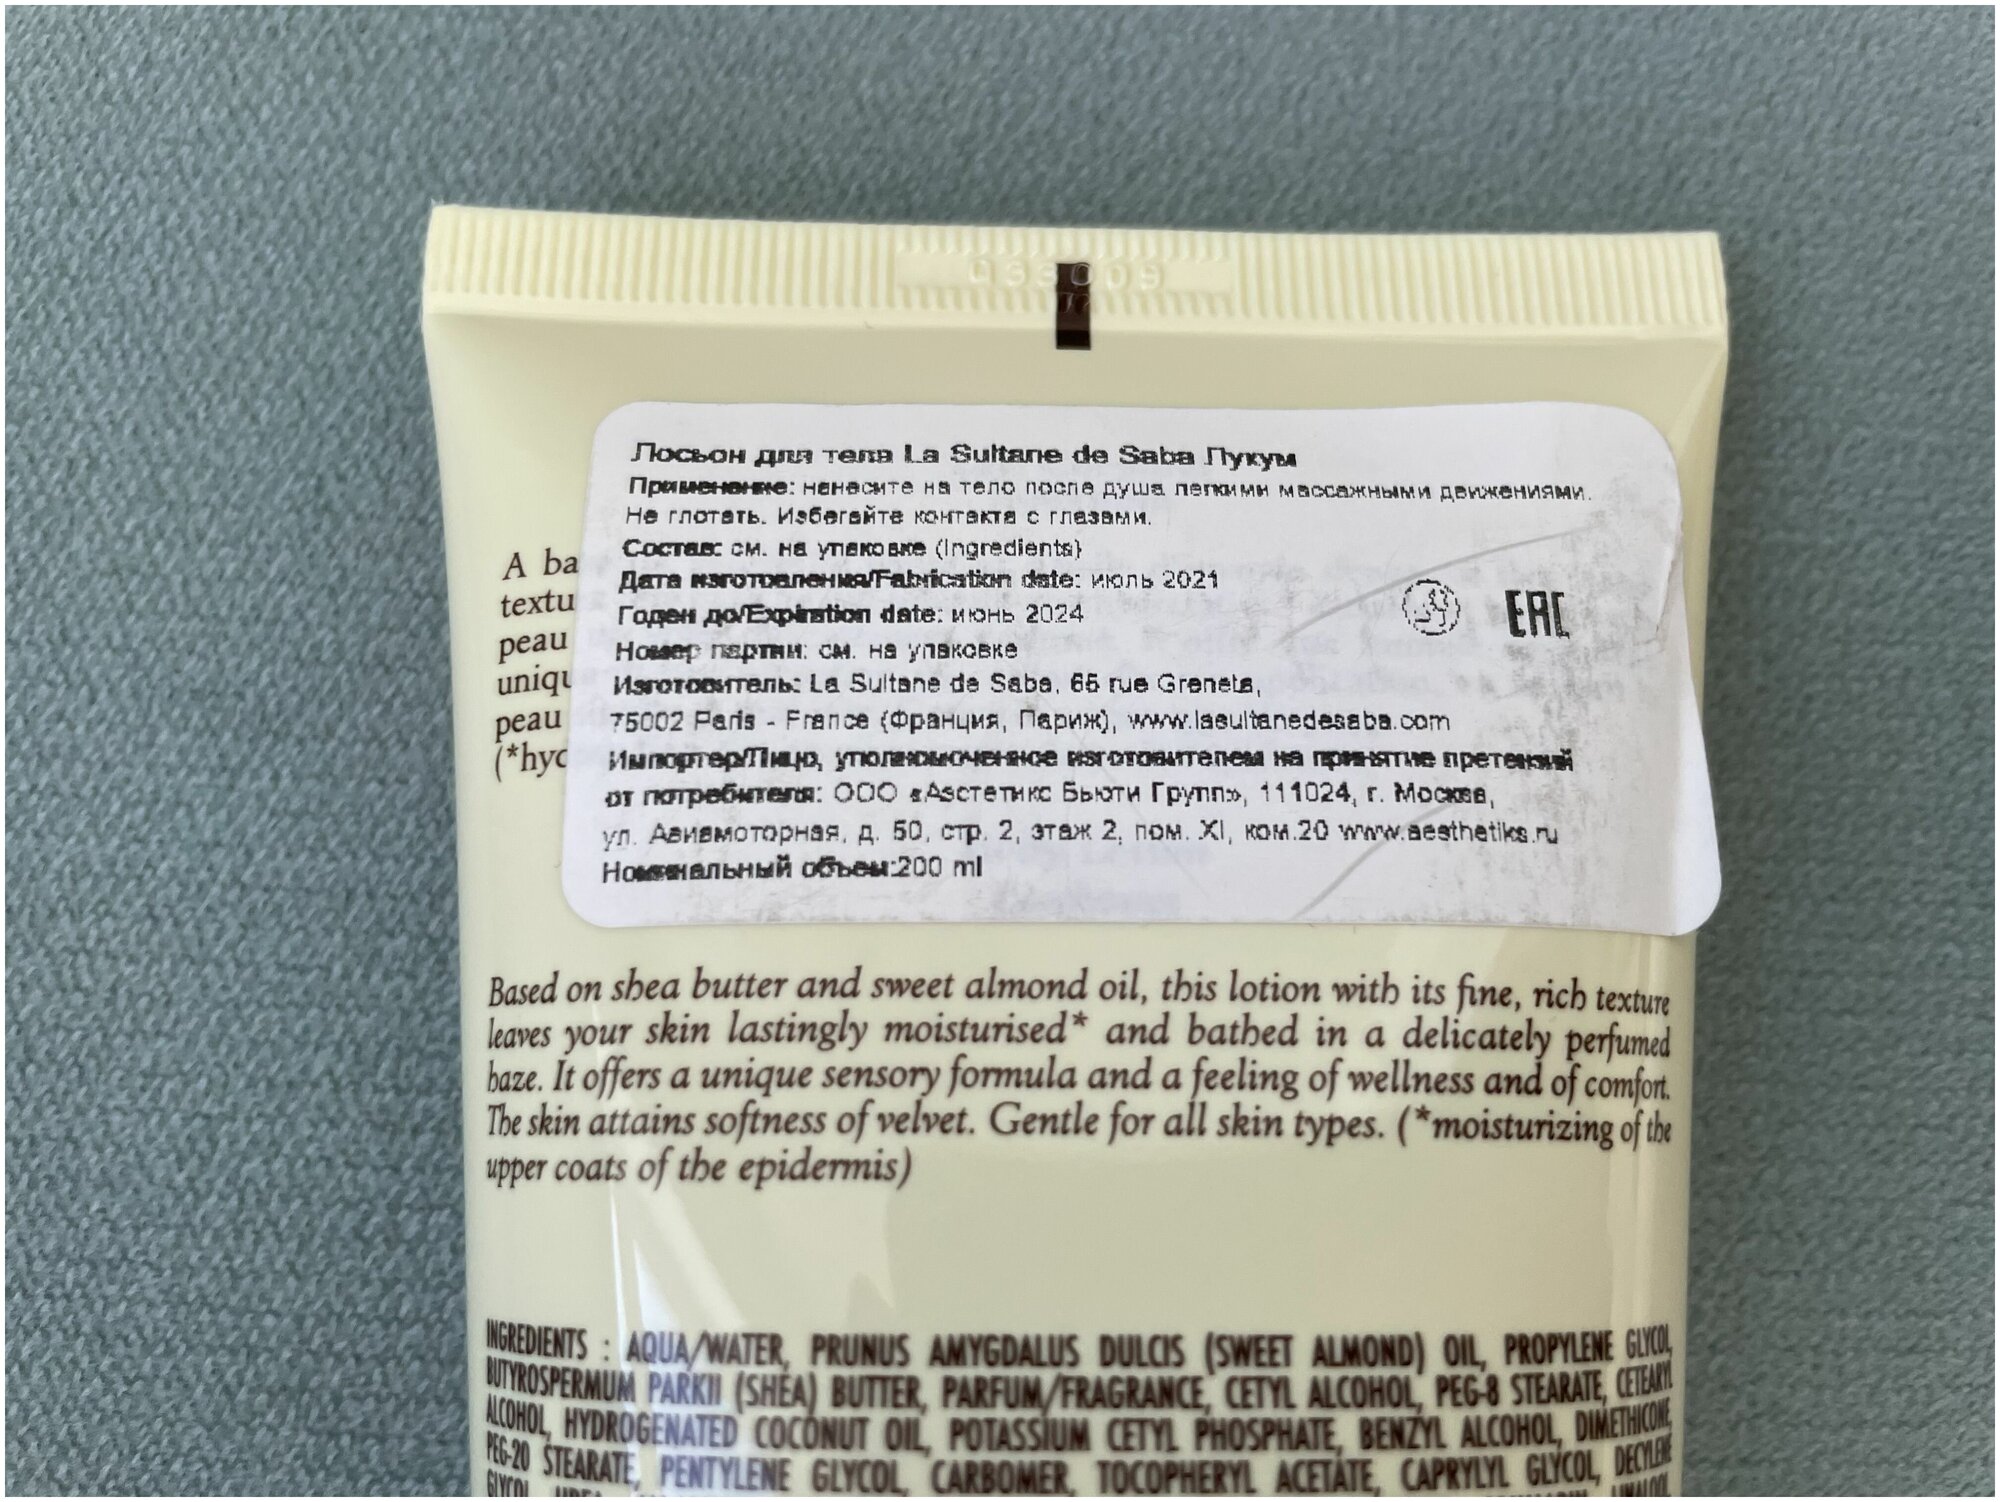 Лосьон для тела La Sultane de Saba Лукум
Применение: нанесите на тело после душа легкими массажными движениями.
Не глотать. Избегайте контакта с глазами.
Состав: см. на упаковке (Ingredients)
Дата изготовления/Fabrication date: июль 2021
Годен до/Expiration date: июнь 2024
Номер партии: см. на упаковке
EAC
Изготовитель: La Sultane de Saba, 65 rue Greneta,
75002 Paris - France (Франция, Париж), www.lasultanedesaba.com
Импортер/Лицо, уполномоченное изготовителем на принятие претензий
от потребителя: ООО «Аэстетикс Бьюти Групп», 111024, г. Москва,
ул. Авиамоторная, д. 50, стр. 2, этаж 2, пом. XI, ком.20 www.aesthetiks.ru
Номинальный объем:200 ml
A ba
textu
peau
uniqu
peau
(*hyd
Based on shea butter and sweet almond oil, this lotion with its fine, rich texture
leaves your skin lastingly moisturised* and bathed in a delicately perfumed
haze. It offers a unique sensory formula and a feeling of wellness and of comfort.
The skin attains softness of velvet. Gentle for all skin types. (*moisturizing of the
upper coats of the epidermis)
INGREDIENTS : AQUA/WATER, PRUNUS AMYGDALUS DULCIS (SWEET ALMOND) OIL, PROPYLENE GLYCOL,
BUTYROSPERMUM PARKII (SHEA) BUTTER, PARFUM/FRAGRANCE, CETYL ALCOHOL, PEG-8 STEARATE, CETEARYL
ALCOHOL, HYDROGENATED COCONUT OIL, POTASSIUM CETYL PHOSPHATE, BENZYL ALCOHOL, DIMETHICONE,
PEG-20 STEARATE, PENTYLENE GLYCOL, CARBOMER, TOCOPHERYL ACETATE, CAPRYLYL GLYCOL, DECYLENE